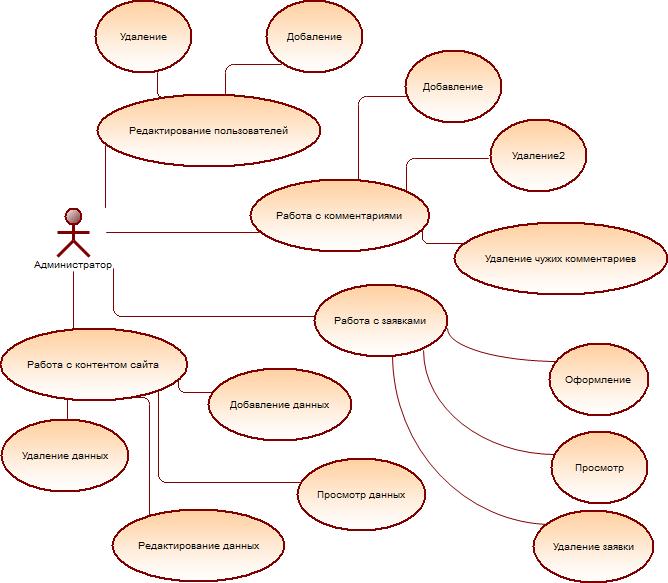 Удаление
Добаление
Добавление
Редактирование пользователей
Удаление2
Работа с комментариями
Удаление чужих комментариев
Администратор
Работа с заявками
Работа с контентом сайта
Оформление
Добавление данных
Удаление данных
Просмотр
Просмотр данных
Редактирование данных
Удаление заявки